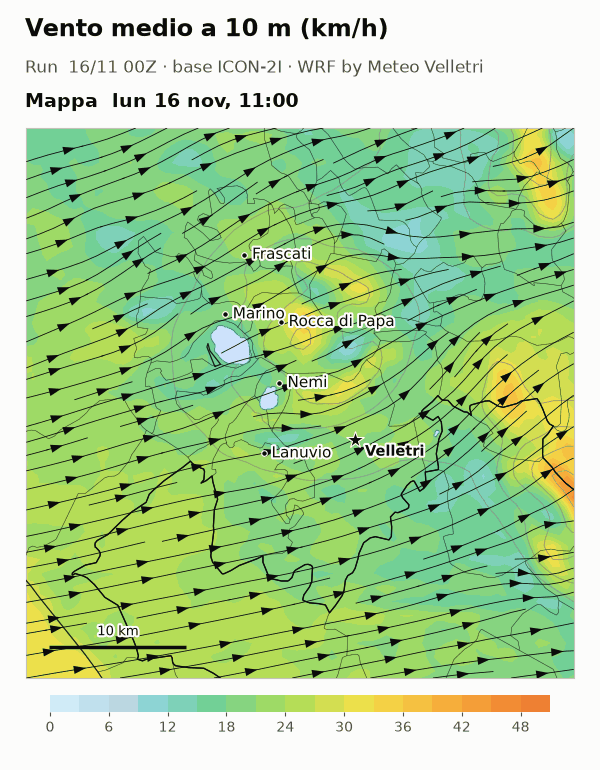 Vento medio a 10 m (km/h)
Run  16/11 00Z · base ICON-2I · WRF by Meteo Velletri
Mappa  lun 16 nov, 11:00
Frascati
Marino
Rocca di Papa
Nemi
Velletri
Lanuvio
10 km
0 6 12 18 24 30 36 42 48